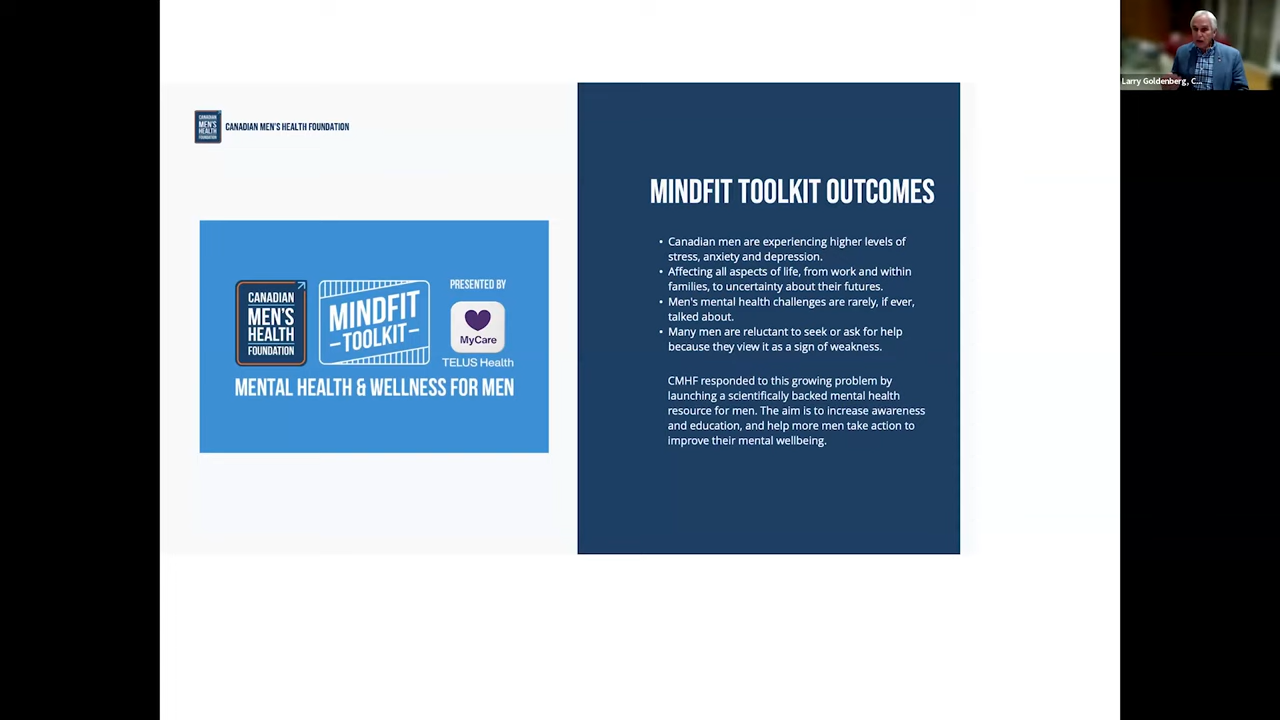 CANADIAN
MEN'S
HEALTH
FOUNDATION
CANADIAN MEN'S HEALTH FOUNDATION
CANADIAN
MEN'S
HEALTH
FOUNDATION
MINDFIT
-TOOLKIT-
PRESENTED BY
MyCare
TELUS Health
MENTAL HEALTH & WELLNESS FOR MEN
MINDFIT TOOLKIT OUTCOMES
• Canadian men are experiencing higher levels of
stress, anxiety and depression.
• Affecting all aspects of life, from work and within
families, to uncertainty about their futures.
• Men's mental health challenges are rarely, if ever,
talked about.
• Many men are reluctant to seek or ask for help
because they view it as a sign of weakness.
CMHF responded to this growing problem by
launching a scientifically backed mental health
resource for men. The aim is to increase awareness
and education, and help more men take action to
improve their mental wellbeing.
Larry Goldenberg, C...